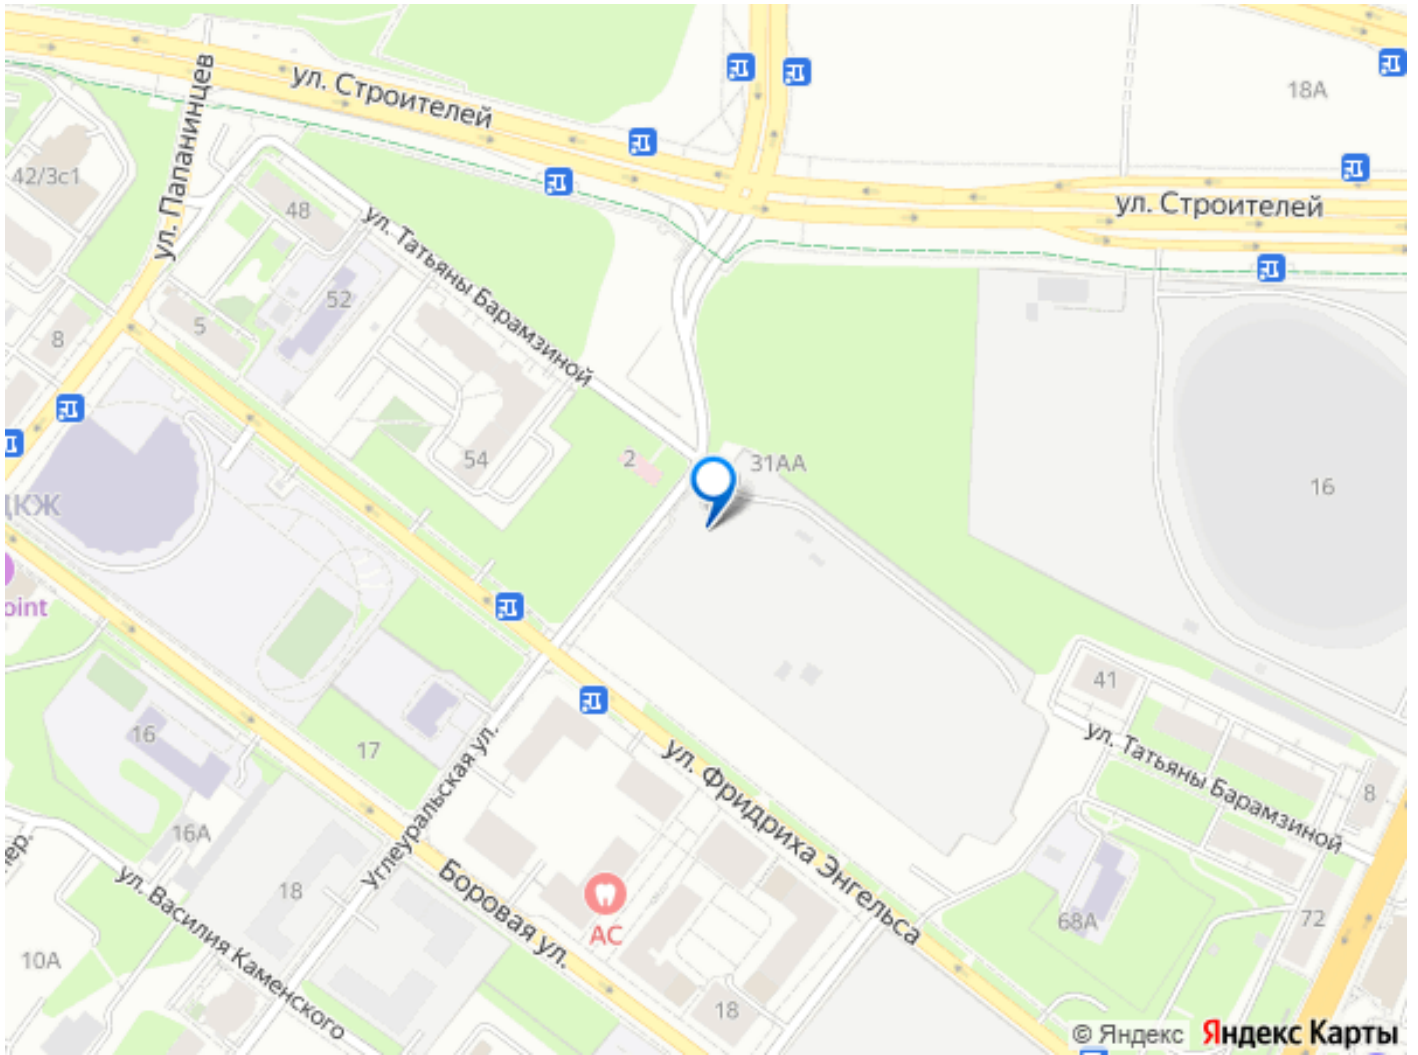 ул. Папанинцев
ул. Строителей
18А
42/3с1
48
ул. Татьяны Барамзиной
ул. Строителей
52
5
8
54
2
31АА
16
ДКЖ
oint
41
ул. Татьяны Барамзиной
16
17
Углеуральская ул.
ул. Фридриха Энгельса
8
16А
ер.
ул. Василия Каменского
18
Боровая ул.
АС
68А
72
10А
18
© Яндекс Яндекс Карты